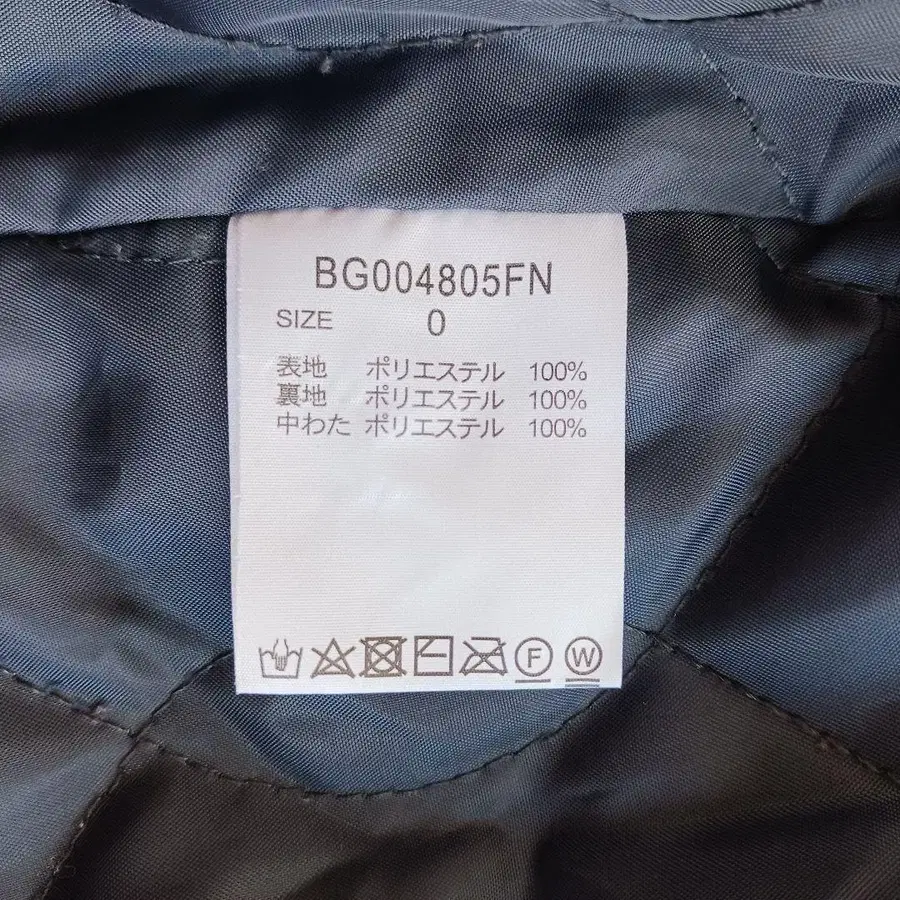 BG004805FN
SIZE 0
表地 ポリエステル 100%
裏地 ポリエステル 100%
中わた ポリエステル 100%
F W